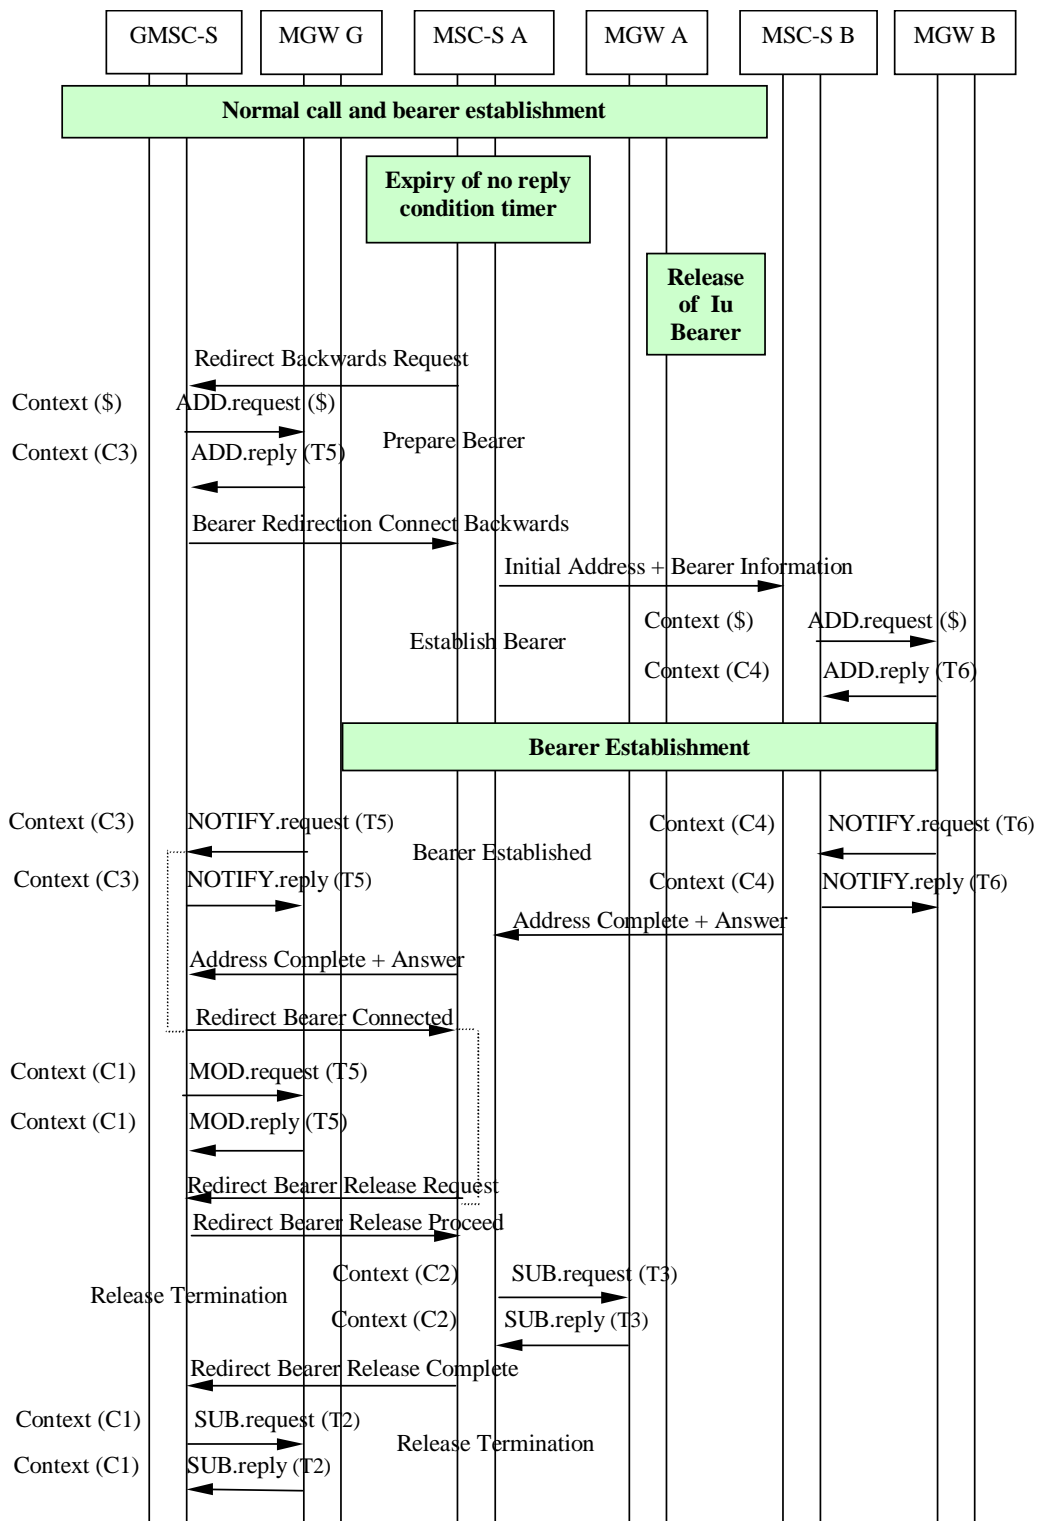 GMSC-S MGW G MSC-S A MGW A MSC-S B MGW B
Normal call and bearer establishment
Expiry of no reply
condition timer
Release
of Iu
Bearer
Redirect Backwards Request
Context ($) ADD.request ($)
Prepare Bearer
Context (C3) ADD.reply (T5)
Bearer Redirection Connect Backwards
Initial Address + Bearer Information
Context ($) ADD.request ($)
Establish Bearer
Context (C4) ADD.reply (T6)
Bearer Establishment
Context (C3) NOTIFY.request (T5) Context (C4) NOTIFY.request (T6)
Bearer Established
Context (C3) NOTIFY.reply (T5) Context (C4) NOTIFY.reply (T6)
Address Complete + Answer
Address Complete + Answer
Redirect Bearer Connected
Context (C1) MOD.request (T5)
Context (C1) MOD.reply (T5)
Redirect Bearer Release Request
Redirect Bearer Release Proceed
Context (C2) SUB.request (T3)
Release Termination
Context (C2) SUB.reply (T3)
Redirect Bearer Release Complete
Context (C1) SUB.request (T2)
Release Termination
Context (C1) SUB.reply (T2)